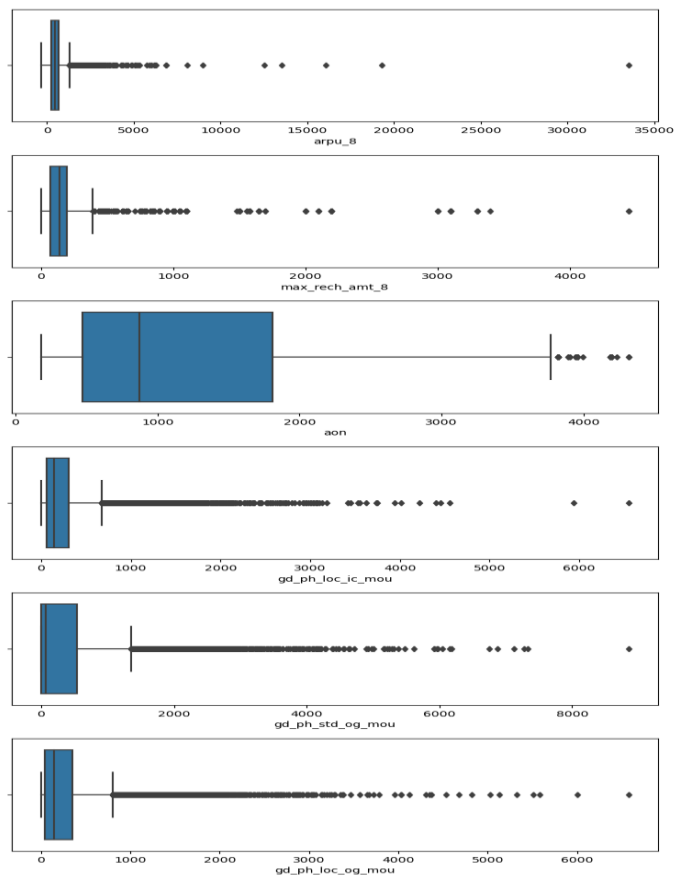 0 5000 10000 15000 20000 25000 30000 35000
arpu_8
0 1000 2000 3000 4000
max_rech_amt_8
0 1000 2000 3000 4000
aon
0 1000 2000 3000 4000 5000 6000
gd_ph_loc_ic_mou
0 2000 4000 6000 8000
gd_ph_std_og_mou
0 1000 2000 3000 4000 5000 6000
gd_ph_loc_og_mou